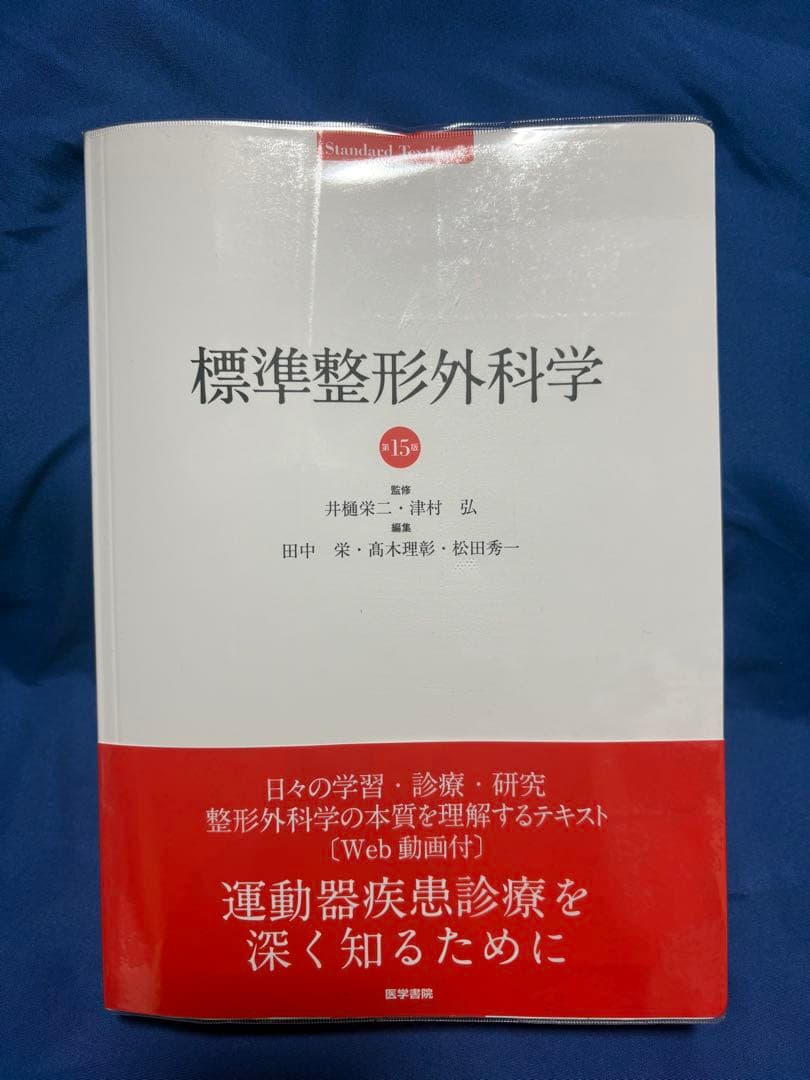 Standard
標準整形外科学
第15版
監修
井樋栄二・津村 弘
編集
田中 栄・髙木理彰・松田秀一
日々の学習・診療・研究
整形外科学の本質を理解するテキスト
〔Web動画付〕
運動器疾患診療を
深く知るために
医学書院